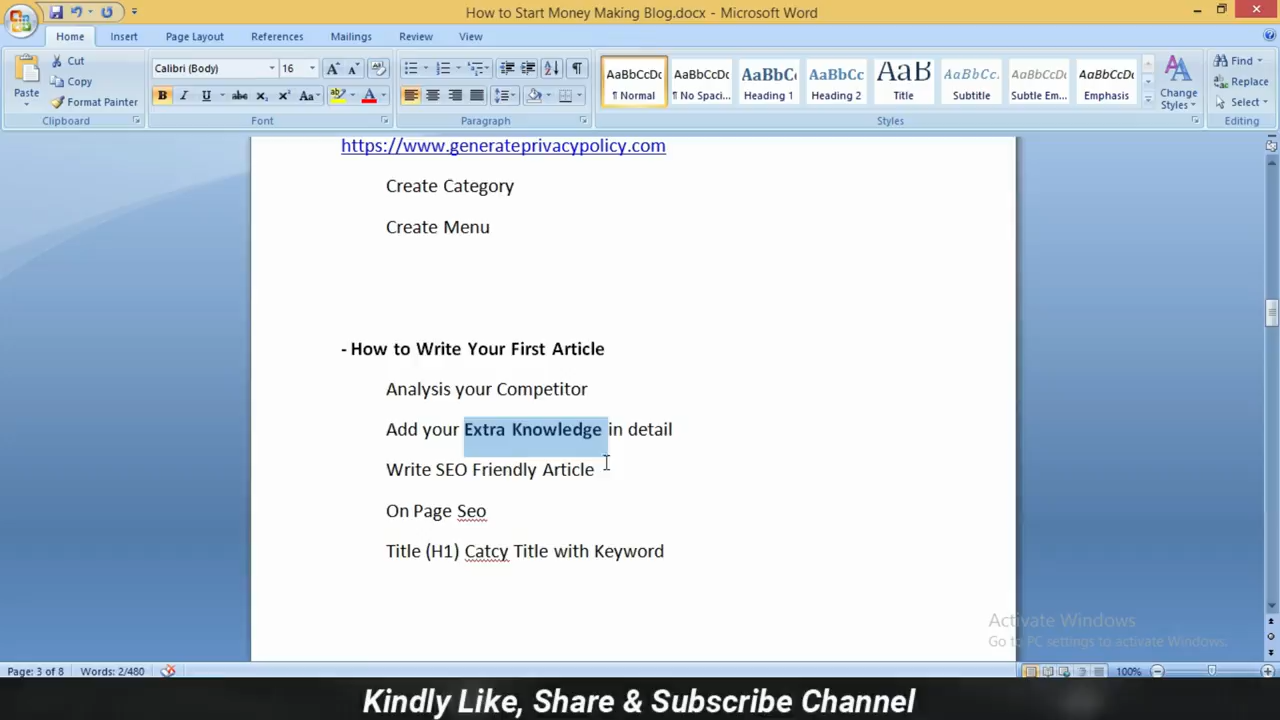 How to Start Money Making Blog.docx - Microsoft Word
Home Insert Page Layout References Mailings Review View
Paste
Cut
Copy
Format Painter
Clipboard
Calibri (Body) 16
Font
Paragraph
AaBbCcDc AaBbCcDc AaBbC AaBbCc AaB AaBbCc. AaBbCcDc AaBbCcDc
¶ Normal ¶ No Spaci... Heading 1 Heading 2 Title Subtitle Subtle Em... Emphasis
Change
Styles
Styles
Find
Replace
Select
Editing
https://www.generateprivacypolicy.com
Create Category
Create Menu
- How to Write Your First Article
Analysis your Competitor
Add your Extra Knowledge in detail
Write SEO Friendly Article
On Page Seo
Title (H1) Catcy Title with Keyword
Activate Windows
Go to PC settings to activate Windows.
Page: 3 of 8 Words: 2/480 100%
Kindly Like, Share & Subscribe Channel